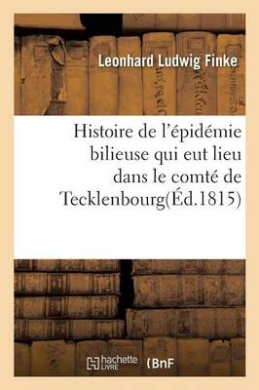 Leonhard Ludwig Finke
Histoire de l'épidémie bilieuse qui eut
lieu dans le comté de
Tecklenbourg(Éd.1815)
hachette
LIVRE
{BnF